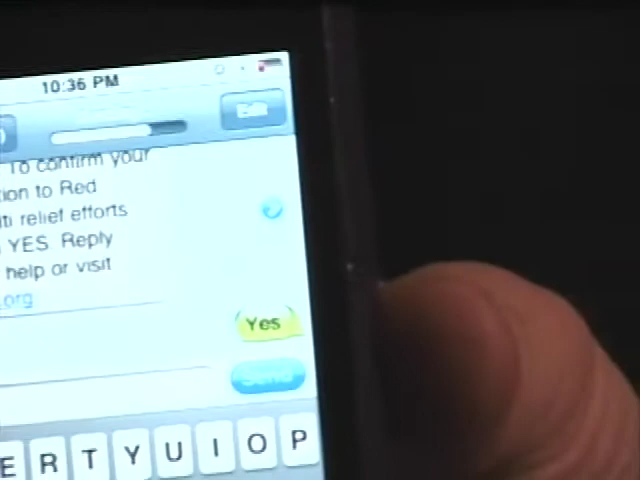 10:36 PM
Edit
To confirm your
tion to Red
iti relief efforts
YES. Reply
help or visit
.org
Yes
Send
E R T Y U I O P